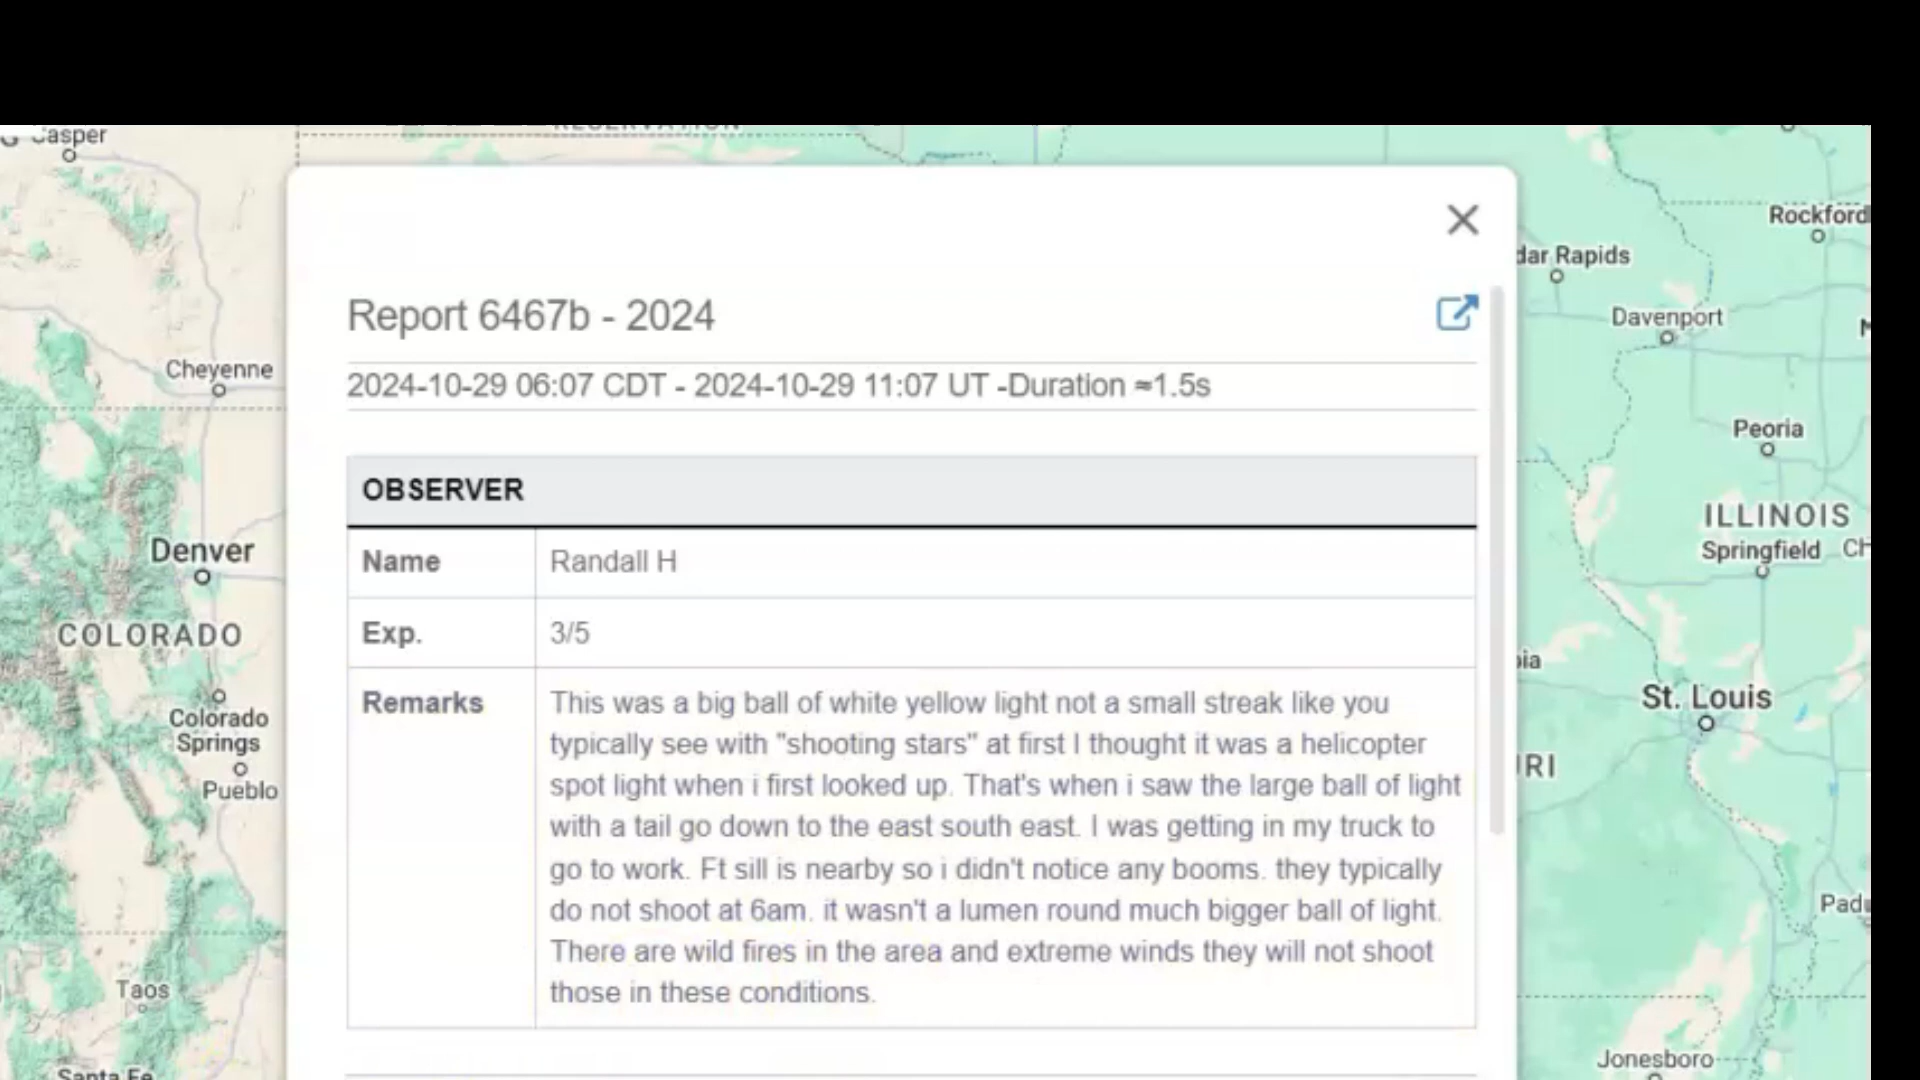 Casper
RESERVATION
Rockford
dar Rapids
Davenport
Cheyenne
Peoria
ILLINOIS
Springfield
Denver
COLORADO
Colorado
Springs
Pueblo
St. Louis
IRI
Padu
Taos
Jonesboro
Santa Fe
Report 6467b - 2024
2024-10-29 06:07 CDT - 2024-10-29 11:07 UT -Duration ≈1.5s
OBSERVER
Name Randall H
Exp. 3/5
Remarks This was a big ball of white yellow light not a small streak like you
typically see with "shooting stars" at first I thought it was a helicopter
spot light when i first looked up. That's when i saw the large ball of light
with a tail go down to the east south east. I was getting in my truck to
go to work. Ft sill is nearby so i didn't notice any booms. they typically
do not shoot at 6am. it wasn't a lumen round much bigger ball of light.
There are wild fires in the area and extreme winds they will not shoot
those in these conditions.